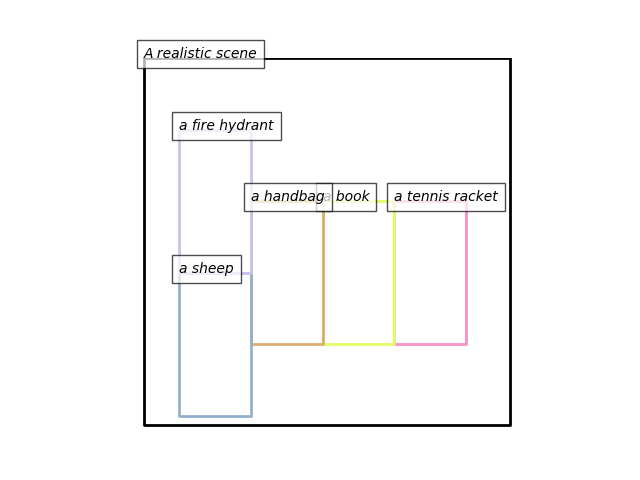 A realistic scene
a fire hydrant
a handbag
a book
a tennis racket
a sheep